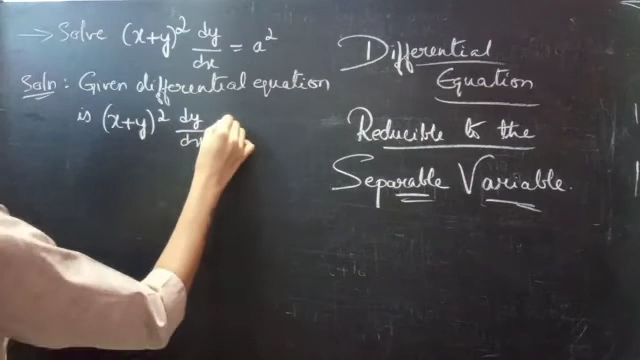 → Solve (x+y)² dy/dx = a²
Soln : Given differential equation
is (x+y)² dy/dx
Differential
Equation
Reducible to the
Separable Variable.